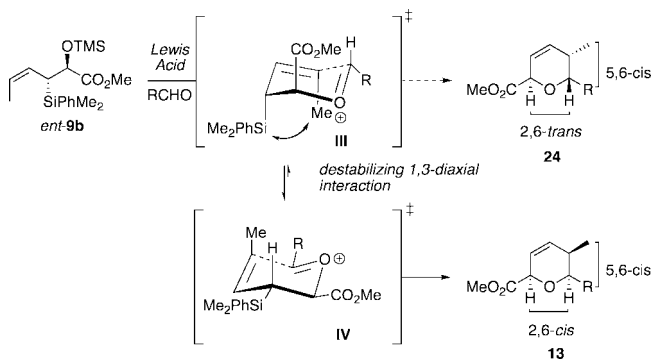 OTMS
CO₂Me
SiPhMe₂
ent-9b
Lewis
Acid
RCHO
‡
CO₂Me
H
R
O
⊕
Me
Me₂PhSi
III
MeO₂C
O
R
H
H
5,6-cis
2,6-trans
24
destabilizing 1,3-diaxial
interaction
‡
Me
H
R
O
⊕
CO₂Me
Me₂PhSi
IV
MeO₂C
O
R
H
H
5,6-cis
2,6-cis
13